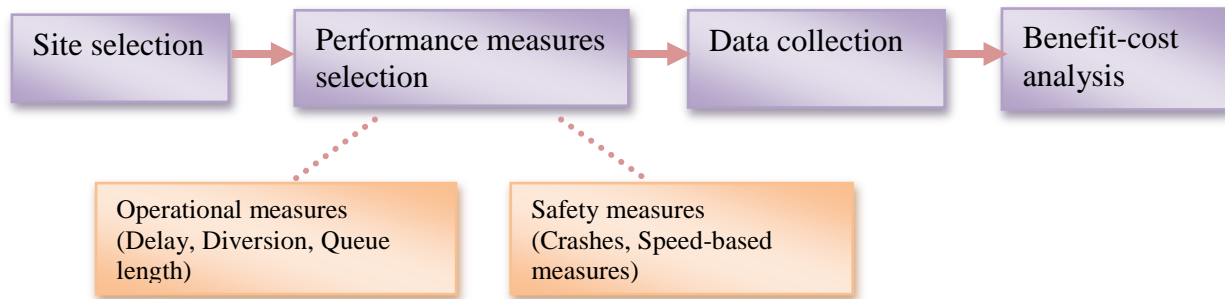 Site selection
Performance measures
selection
Data collection
Benefit-cost
analysis
Operational measures
(Delay, Diversion, Queue
length)
Safety measures
(Crashes, Speed-based
measures)